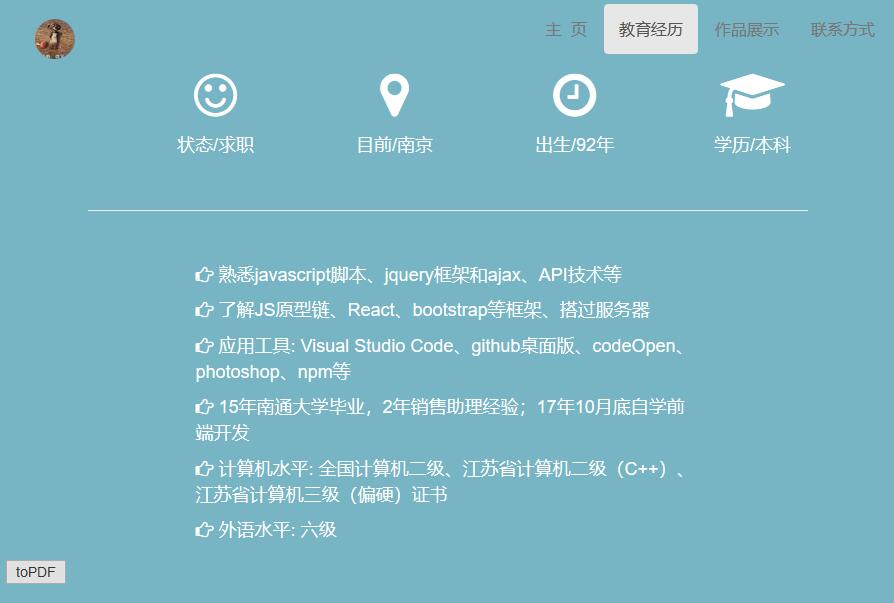 主 页 教育经历 作品展示 联系方式
状态/求职 目前/南京 出生/92年 学历/本科
熟悉javascript脚本、jquery框架和ajax、API技术等
了解JS原型链、React、bootstrap等框架、搭过服务器
应用工具: Visual Studio Code、github桌面版、codeOpen、
photoshop、npm等
15年南通大学毕业，2年销售助理经验；17年10月底自学前
端开发
计算机水平: 全国计算机二级、江苏省计算机二级（C++）、
江苏省计算机三级（偏硬）证书
外语水平: 六级
toPDF